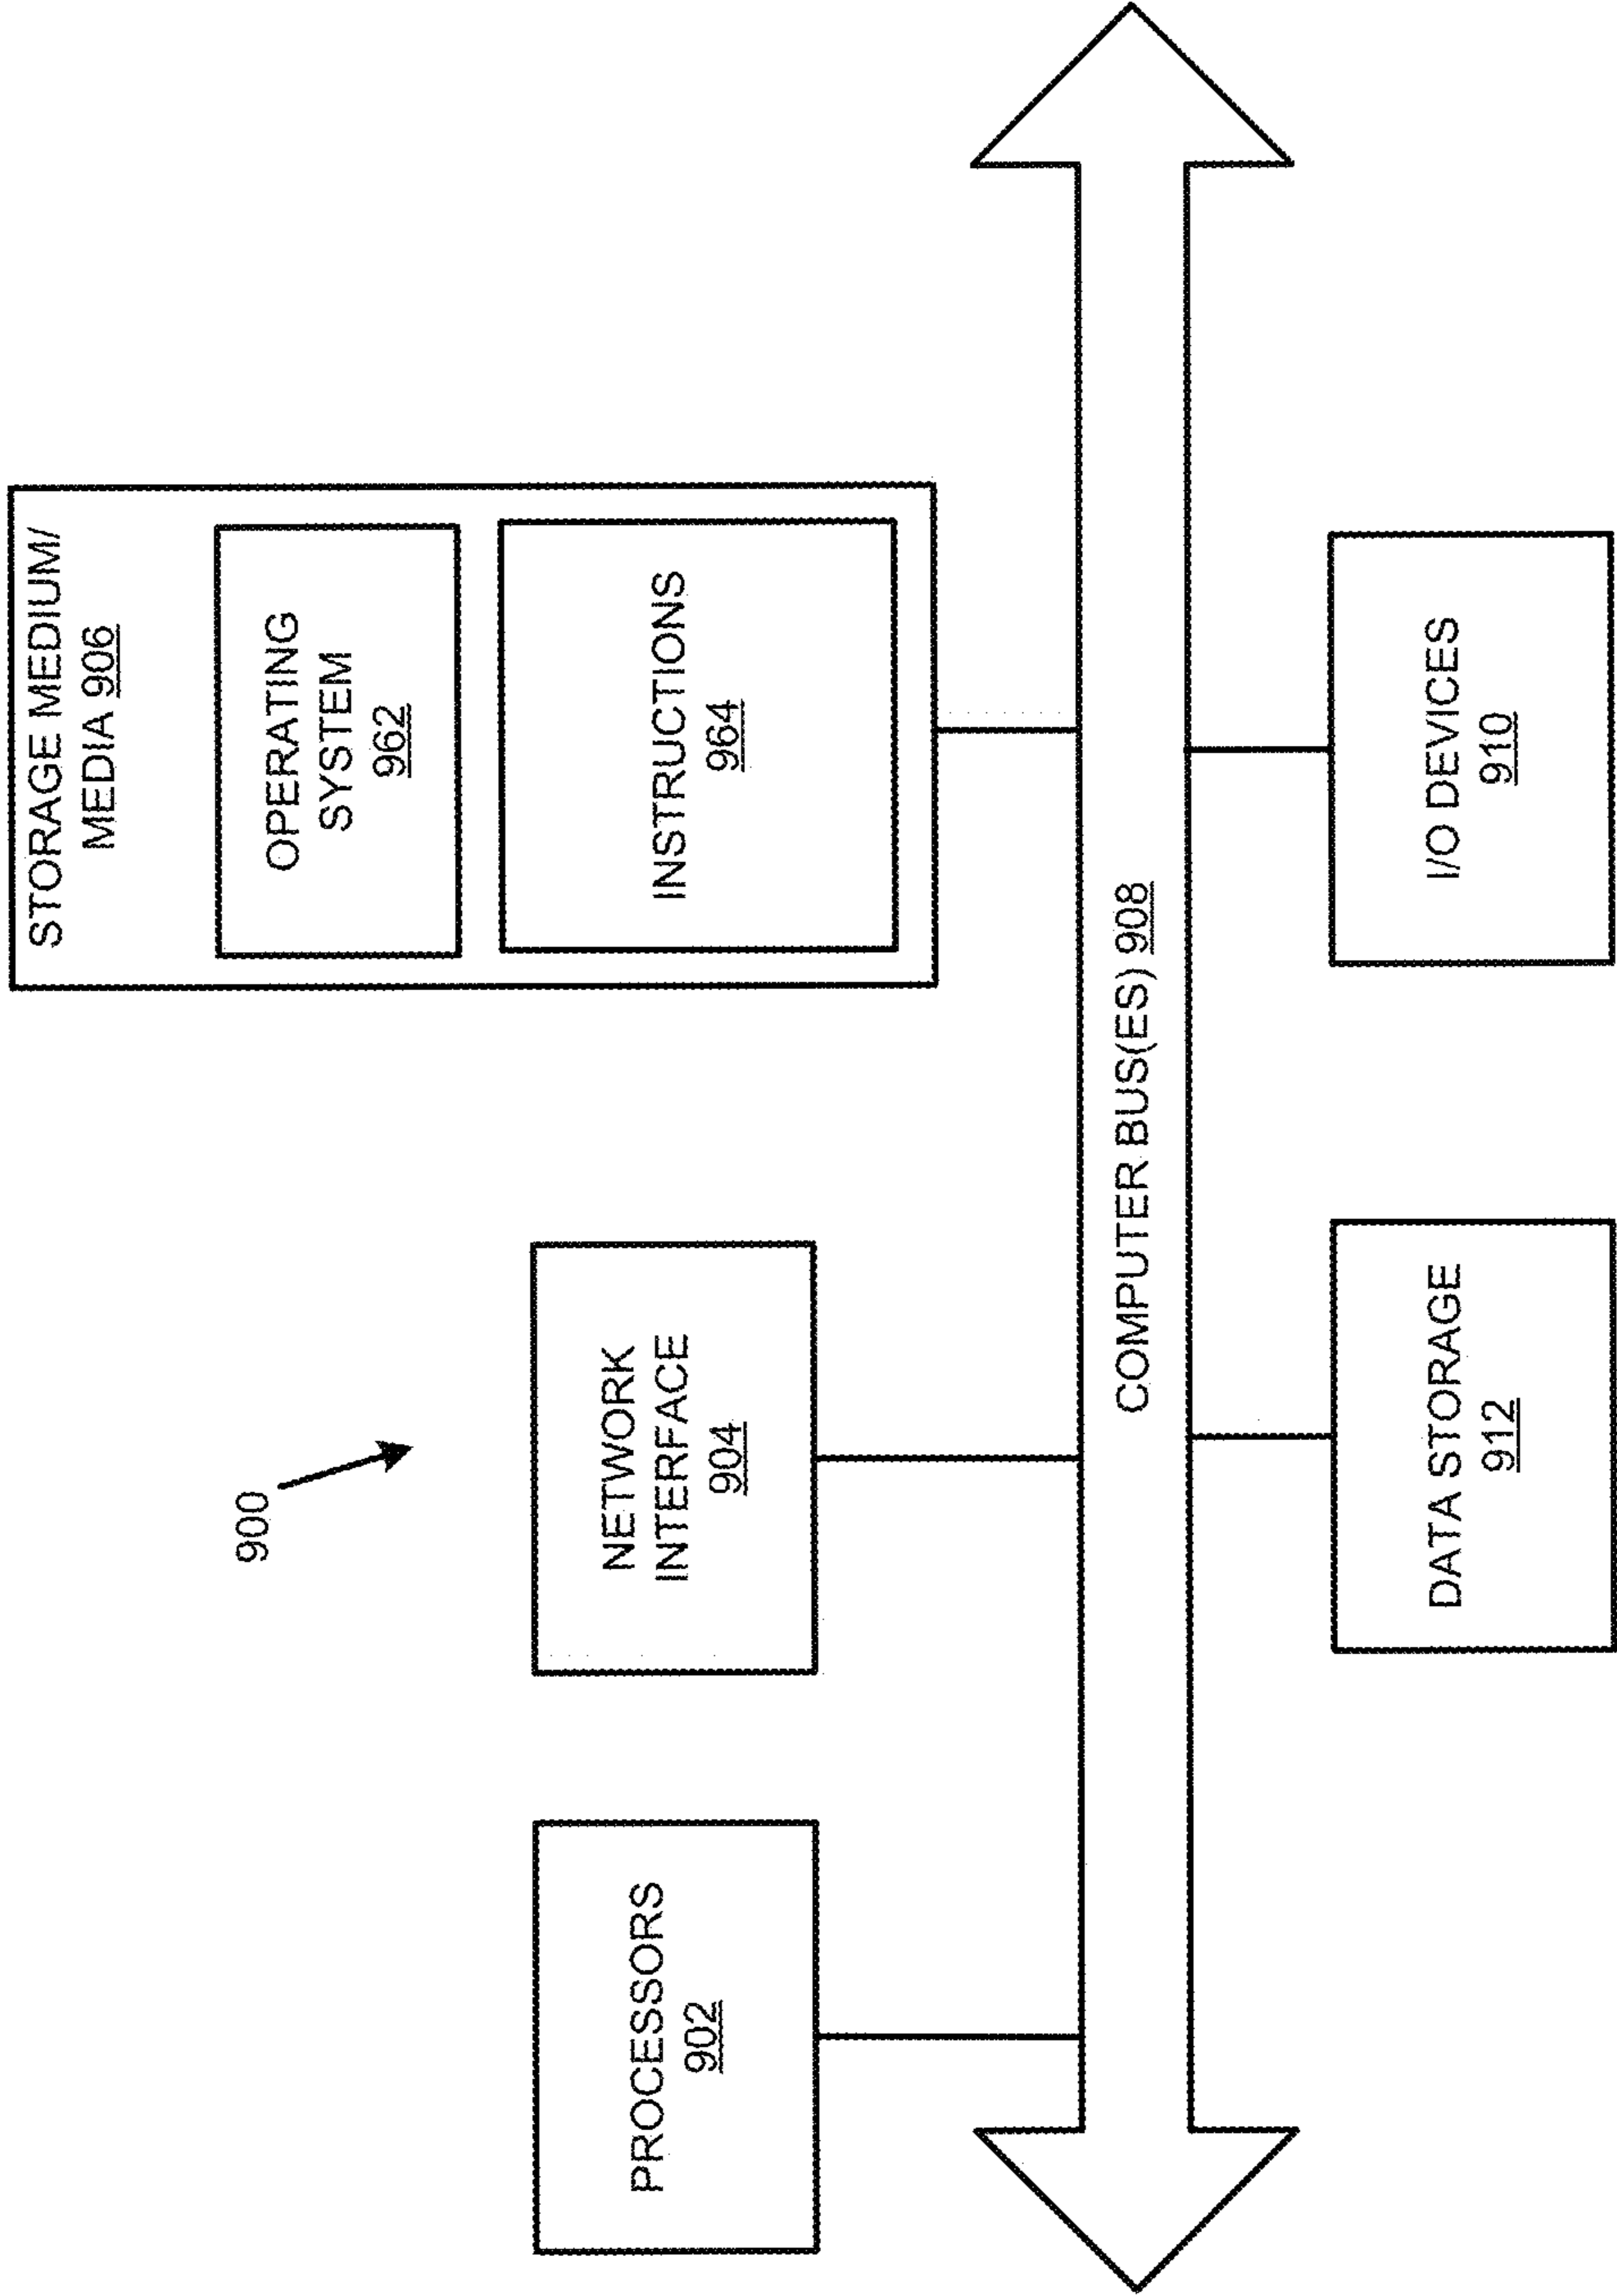 900
PROCESSORS
902
NETWORK
INTERFACE
904
STORAGE MEDIUM/
MEDIA 906
OPERATING
SYSTEM
962
INSTRUCTIONS
964
COMPUTER BUS(ES) 908
DATA STORAGE
912
I/O DEVICES
910